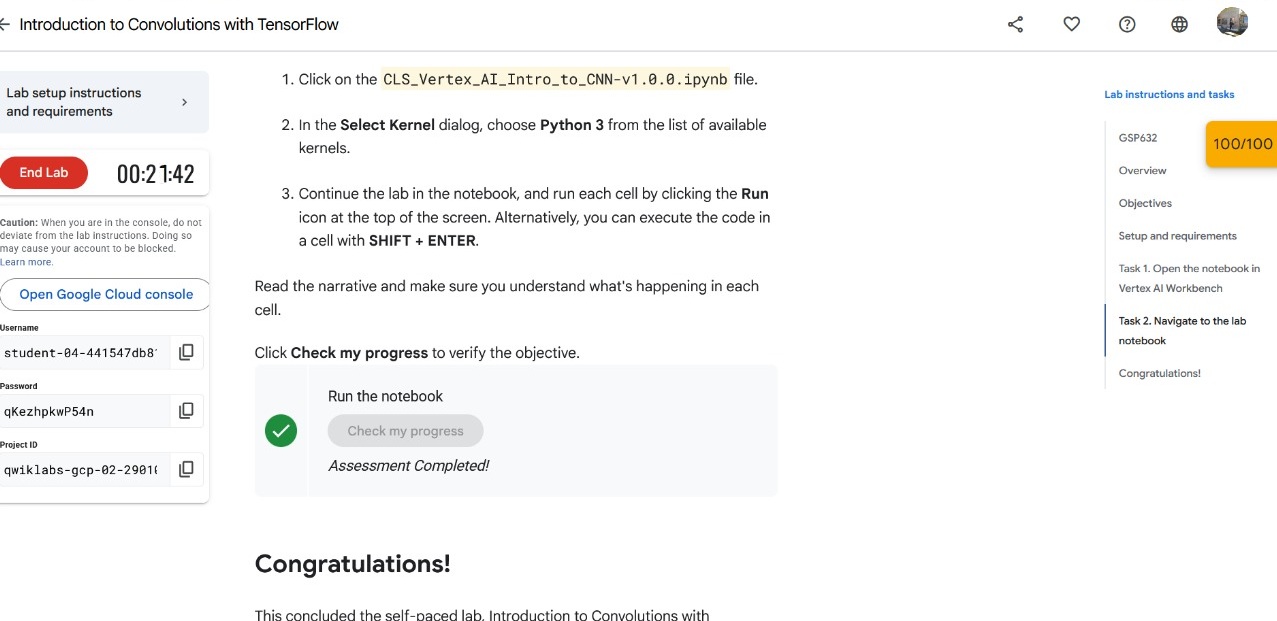 Introduction to Convolutions with TensorFlow
Lab setup instructions
and requirements
End Lab
00:21:42
Caution: When you are in the console, do not
deviate from the lab instructions. Doing so
may cause your account to be blocked.
Learn more.
Open Google Cloud console
Username
student-04-441547db8
Password
qKezhpkwP54n
Project ID
qwiklabs-gcp-02-2901
1. Click on the CLS_Vertex_AI_Intro_to_CNN-v1.0.0.ipynb file.
2. In the Select Kernel dialog, choose Python 3 from the list of available
kernels.
3. Continue the lab in the notebook, and run each cell by clicking the Run
icon at the top of the screen. Alternatively, you can execute the code in
a cell with SHIFT + ENTER.
Read the narrative and make sure you understand what's happening in each
cell.
Click Check my progress to verify the objective.
Run the notebook
Check my progress
Assessment Completed!
Congratulations!
This concluded the self-paced lab, Introduction to Convolutions with
Lab instructions and tasks
GSP632
100/100
Overview
Objectives
Setup and requirements
Task 1. Open the notebook in
Vertex AI Workbench
Task 2. Navigate to the lab
notebook
Congratulations!